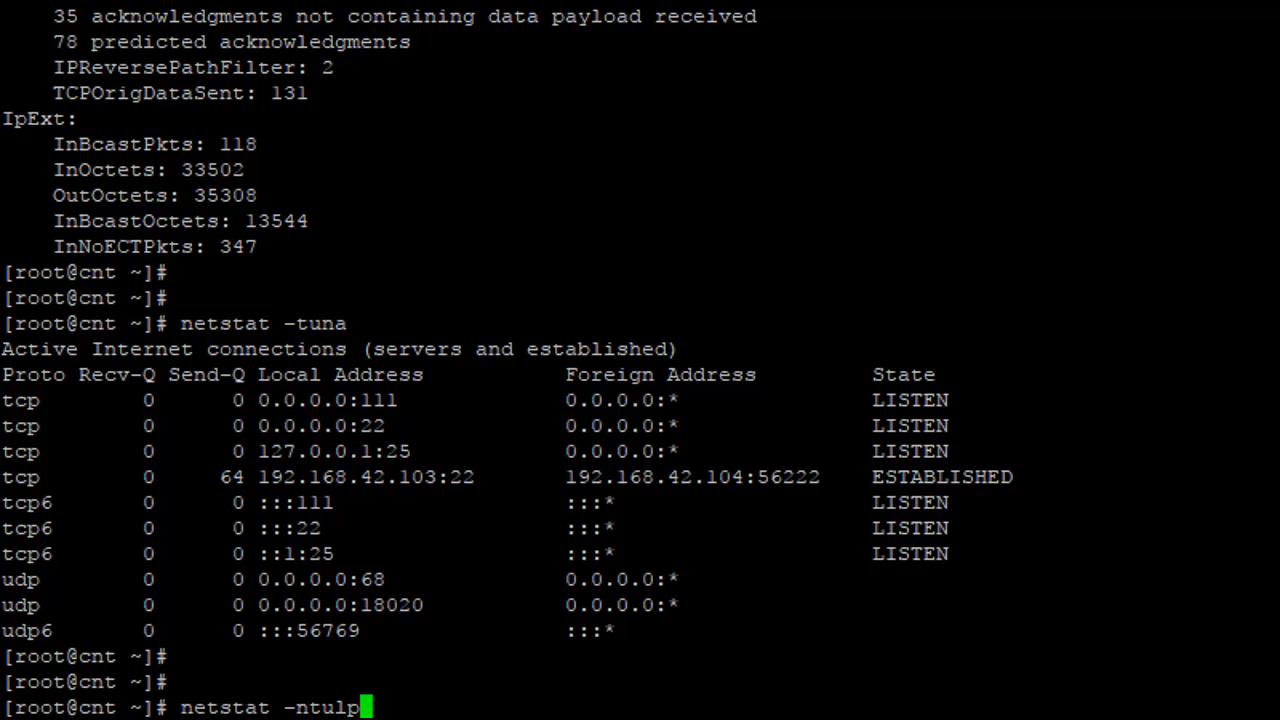 35 acknowledgments not containing data payload received
    78 predicted acknowledgments
    IPReversePathFilter: 2
    TCPOrigDataSent: 131
IpExt:
    InBcastPkts: 118
    InOctets: 33502
    OutOctets: 35308
    InBcastOctets: 13544
    InNoECTPkts: 347
[root@cnt ~]#
[root@cnt ~]#
[root@cnt ~]# netstat -tuna
Active Internet connections (servers and established)
Proto Recv-Q Send-Q Local Address           Foreign Address         State
tcp        0      0 0.0.0.0:111             0.0.0.0:*               LISTEN
tcp        0      0 0.0.0.0:22              0.0.0.0:*               LISTEN
tcp        0      0 127.0.0.1:25            0.0.0.0:*               LISTEN
tcp        0     64 192.168.42.103:22       192.168.42.104:56222    ESTABLISHED
tcp6       0      0 :::111                  :::*                    LISTEN
tcp6       0      0 :::22                   :::*                    LISTEN
tcp6       0      0 ::1:25                  :::*                    LISTEN
udp        0      0 0.0.0.0:68              0.0.0.0:*
udp        0      0 0.0.0.0:18020           0.0.0.0:*
udp6       0      0 :::56769                :::*
[root@cnt ~]#
[root@cnt ~]#
[root@cnt ~]# netstat -ntulp